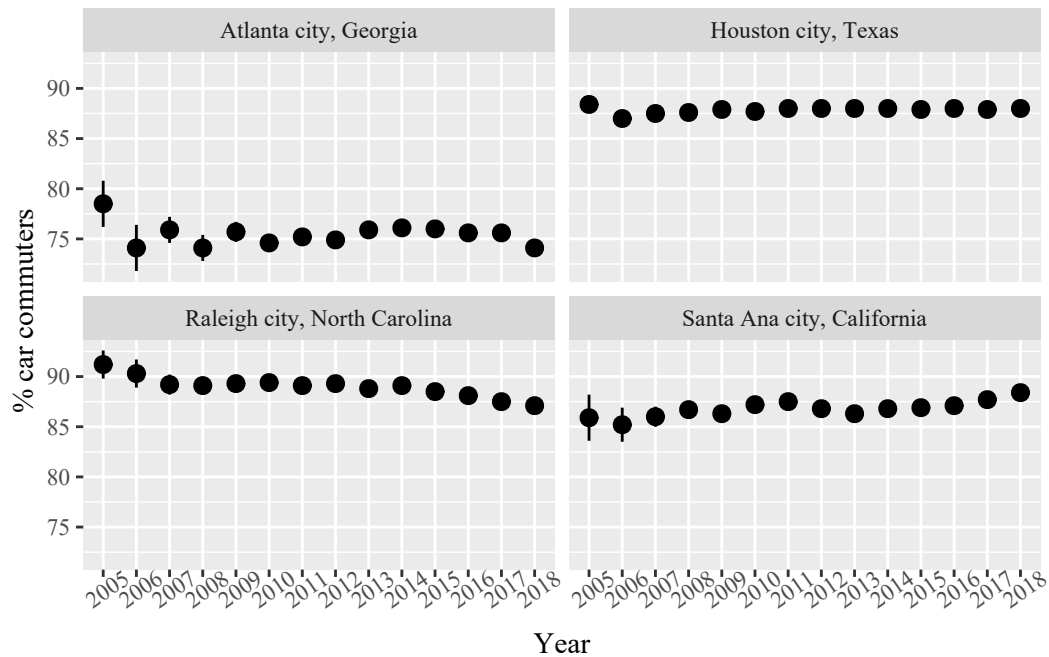 Atlanta city, Georgia
Houston city, Texas
90
85
80
75
Raleigh city, North Carolina
Santa Ana city, California
90
85
80
75
% car commuters
2005 2006 2007 2008 2009 2010 2011 2012 2013 2014 2015 2016 2017 2018
2005 2006 2007 2008 2009 2010 2011 2012 2013 2014 2015 2016 2017 2018
Year